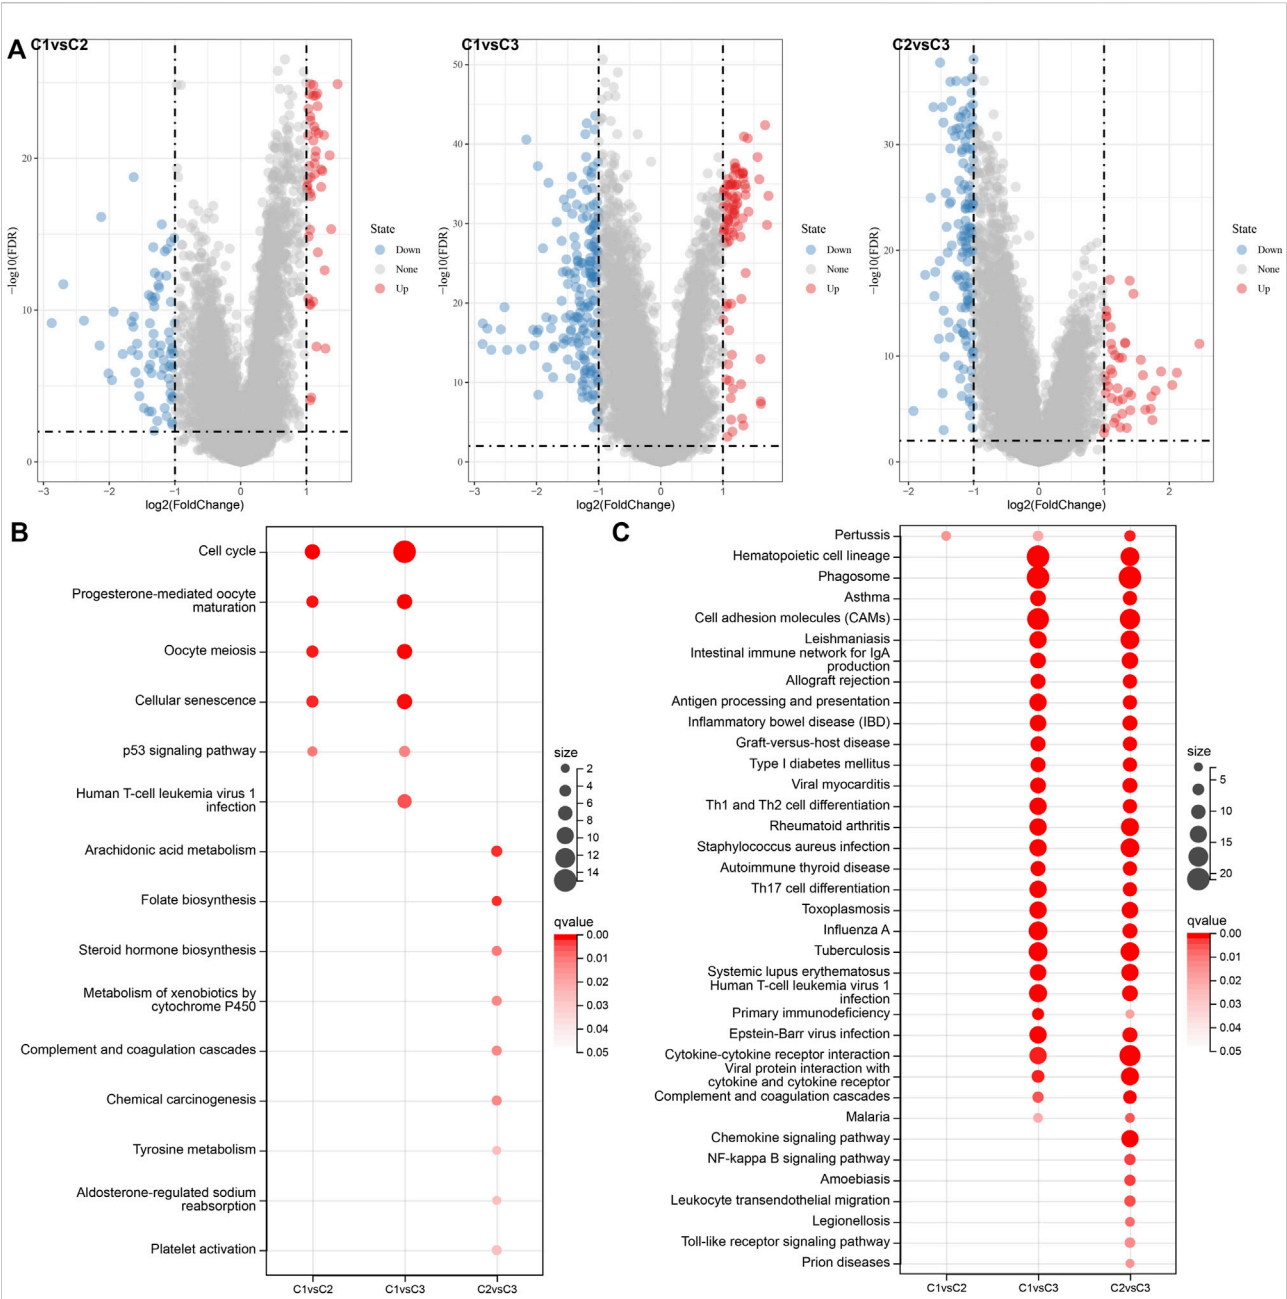 A
C1vsC2
C1vsC3
C2vsC3
−log10(FDR)
20
10
0
−3
−2
−1
0
1
log2(FoldChange)
State
Down
None
Up
−log10(FDR)
50
40
30
20
10
0
−3
−2
−1
0
1
log2(FoldChange)
State
Down
None
Up
−log10(FDR)
30
20
10
0
−2
−1
0
1
2
log2(FoldChange)
State
Down
None
Up
B
Cell cycle
Progesterone-mediated oocyte
maturation
Oocyte meiosis
Cellular senescence
p53 signaling pathway
Human T-cell leukemia virus 1
infection
Arachidonic acid metabolism
Folate biosynthesis
Steroid hormone biosynthesis
Metabolism of xenobiotics by
cytochrome P450
Complement and coagulation cascades
Chemical carcinogenesis
Tyrosine metabolism
Aldosterone-regulated sodium
reabsorption
Platelet activation
C1vsC2
C1vsC3
C2vsC3
size
2
4
6
8
10
12
14
qvalue
0.00
0.01
0.02
0.03
0.04
0.05
C
Pertussis
Hematopoietic cell lineage
Phagosome
Asthma
Cell adhesion molecules (CAMs)
Leishmaniasis
Intestinal immune network for IgA
production
Allograft rejection
Antigen processing and presentation
Inflammatory bowel disease (IBD)
Graft-versus-host disease
Type I diabetes mellitus
Viral myocarditis
Th1 and Th2 cell differentiation
Rheumatoid arthritis
Staphylococcus aureus infection
Autoimmune thyroid disease
Th17 cell differentiation
Toxoplasmosis
Influenza A
Tuberculosis
Systemic lupus erythematosus
Human T-cell leukemia virus 1
infection
Primary immunodeficiency
Epstein-Barr virus infection
Cytokine-cytokine receptor interaction
Viral protein interaction with
cytokine and cytokine receptor
Complement and coagulation cascades
Malaria
Chemokine signaling pathway
NF-kappa B signaling pathway
Amoebiasis
Leukocyte transendothelial migration
Legionellosis
Toll-like receptor signaling pathway
Prion diseases
C1vsC2
C1vsC3
C2vsC3
size
5
10
15
20
qvalue
0.00
0.01
0.02
0.03
0.04
0.05